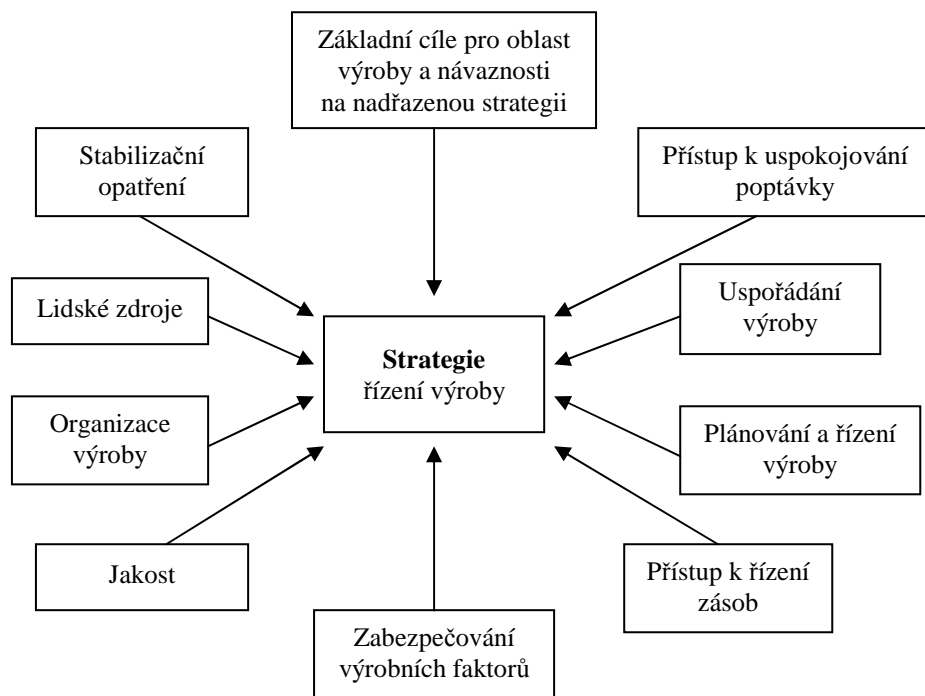 Základní cíle pro oblast
výroby a návaznosti
na nadřazenou strategii
Stabilizační
opatření
Přístup k uspokojování
poptávky
Lidské zdroje
Uspořádání
výroby
Strategie
řízení výroby
Organizace
výroby
Plánování a řízení
výroby
Jakost
Přístup k řízení
zásob
Zabezpečování
výrobních faktorů